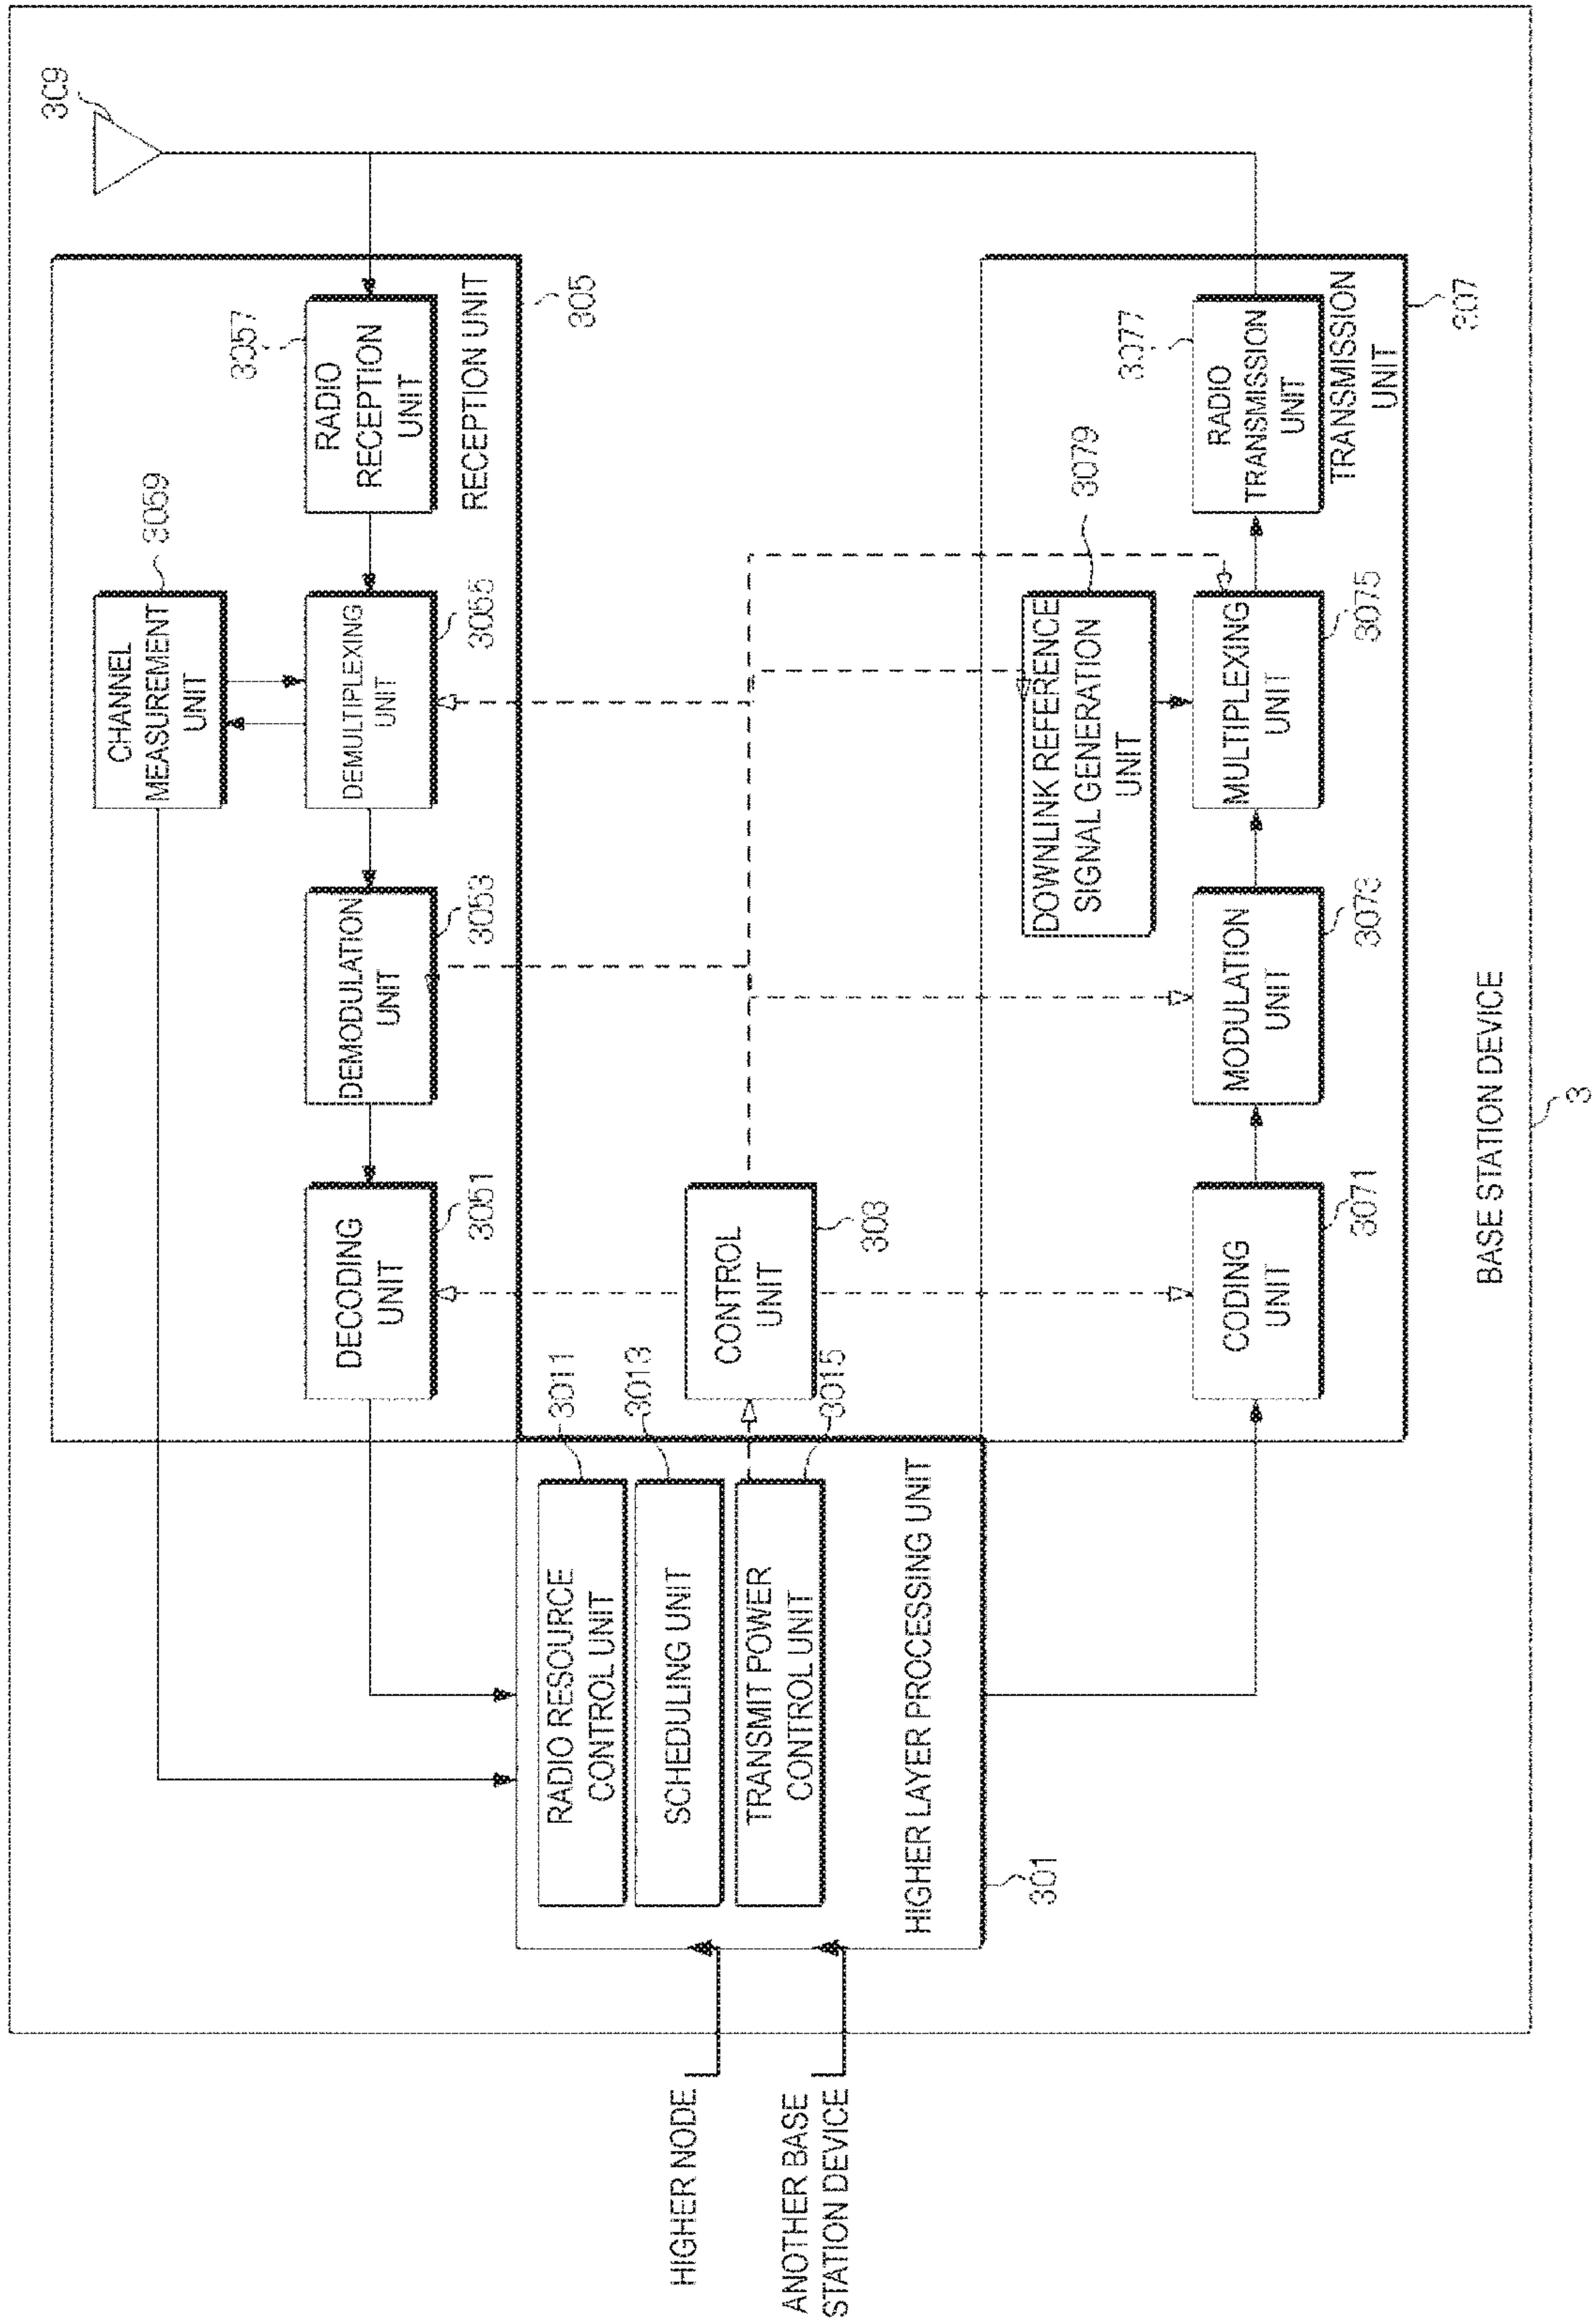 309
3059
CHANNEL
MEASUREMENT
UNIT
3057
RADIO
RECEPTION
UNIT
DEMULTIPLEXING
UNIT
3055
DEMODULATION
UNIT
3053
DECODING
UNIT
3051
RECEPTION UNIT
305
RADIO RESOURCE
CONTROL UNIT
3011
SCHEDULING UNIT
3013
TRANSMIT POWER
CONTROL UNIT
3015
HIGHER LAYER PROCESSING UNIT
301
HIGHER NODE
ANOTHER BASE
STATION DEVICE
CONTROL
UNIT
303
DOWNLINK REFERENCE
SIGNAL GENERATION
UNIT
3079
3077
CODING
UNIT
3071
MODULATION
UNIT
3073
MULTIPLEXING
UNIT
3075
RADIO
TRANSMISSION
UNIT
TRANSMISSION
UNIT
307
BASE STATION DEVICE
3